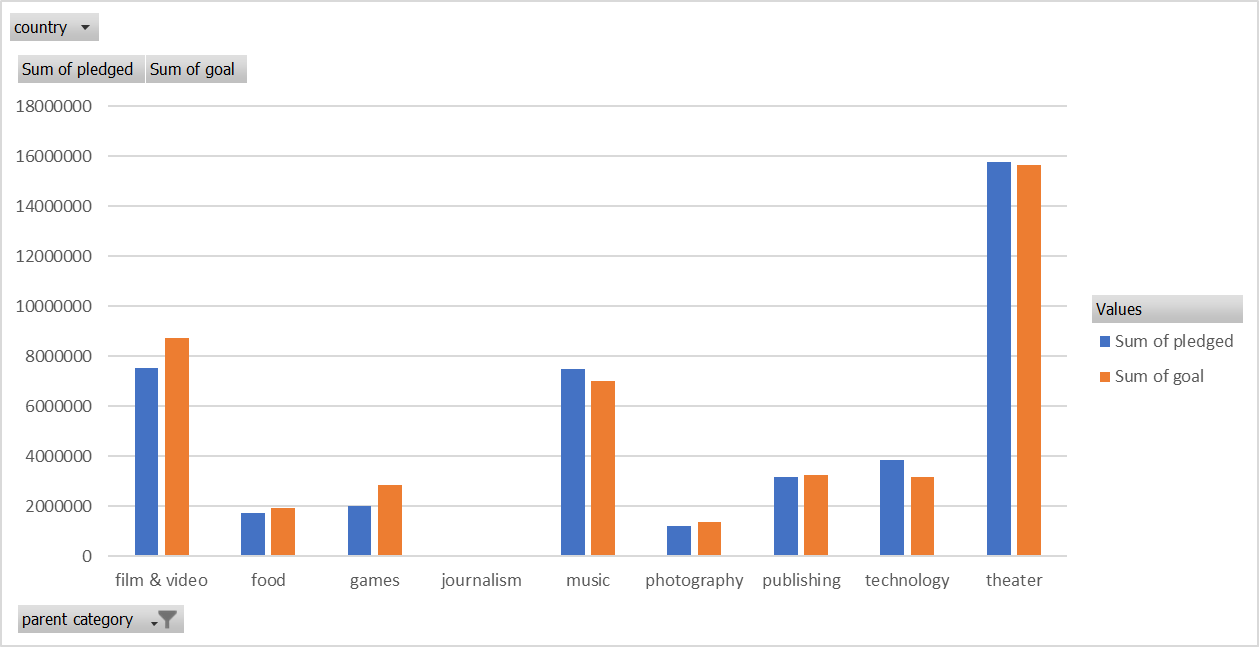 country
Sum of pledged Sum of goal
18000000
16000000
14000000
12000000
10000000
8000000
6000000
4000000
2000000
0
film & video food games journalism music photography publishing technology theater
Values
Sum of pledged
Sum of goal
parent category